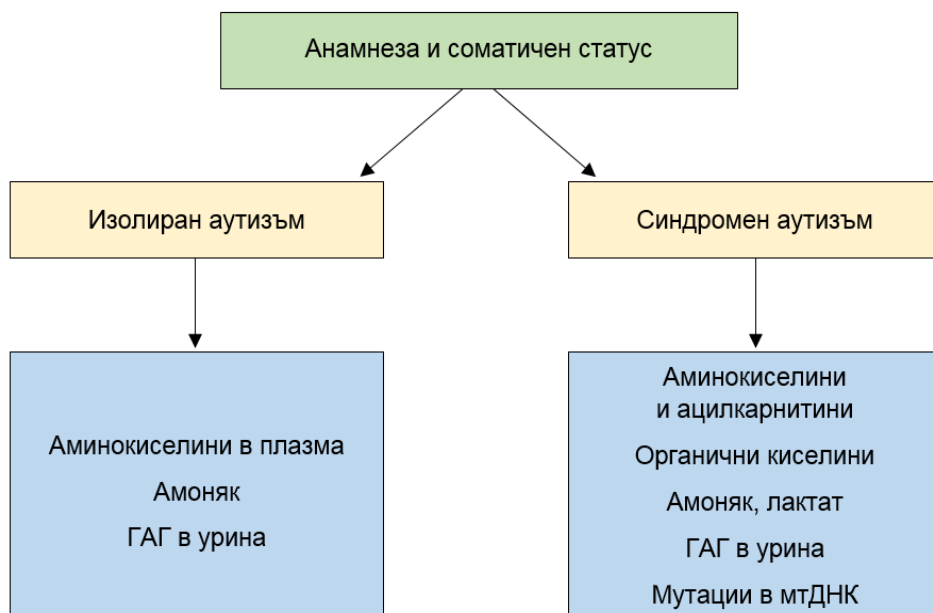 Анамнеза и соматичен статус
Изолиран аутизъм
Синдромен аутизъм
Аминокиселини в плазма
Амоняк
ГАГ в урина
Аминокиселини
и ацилкарнитини
Органични киселини
Амоняк, лактат
ГАГ в урина
Мутации в мтДНК